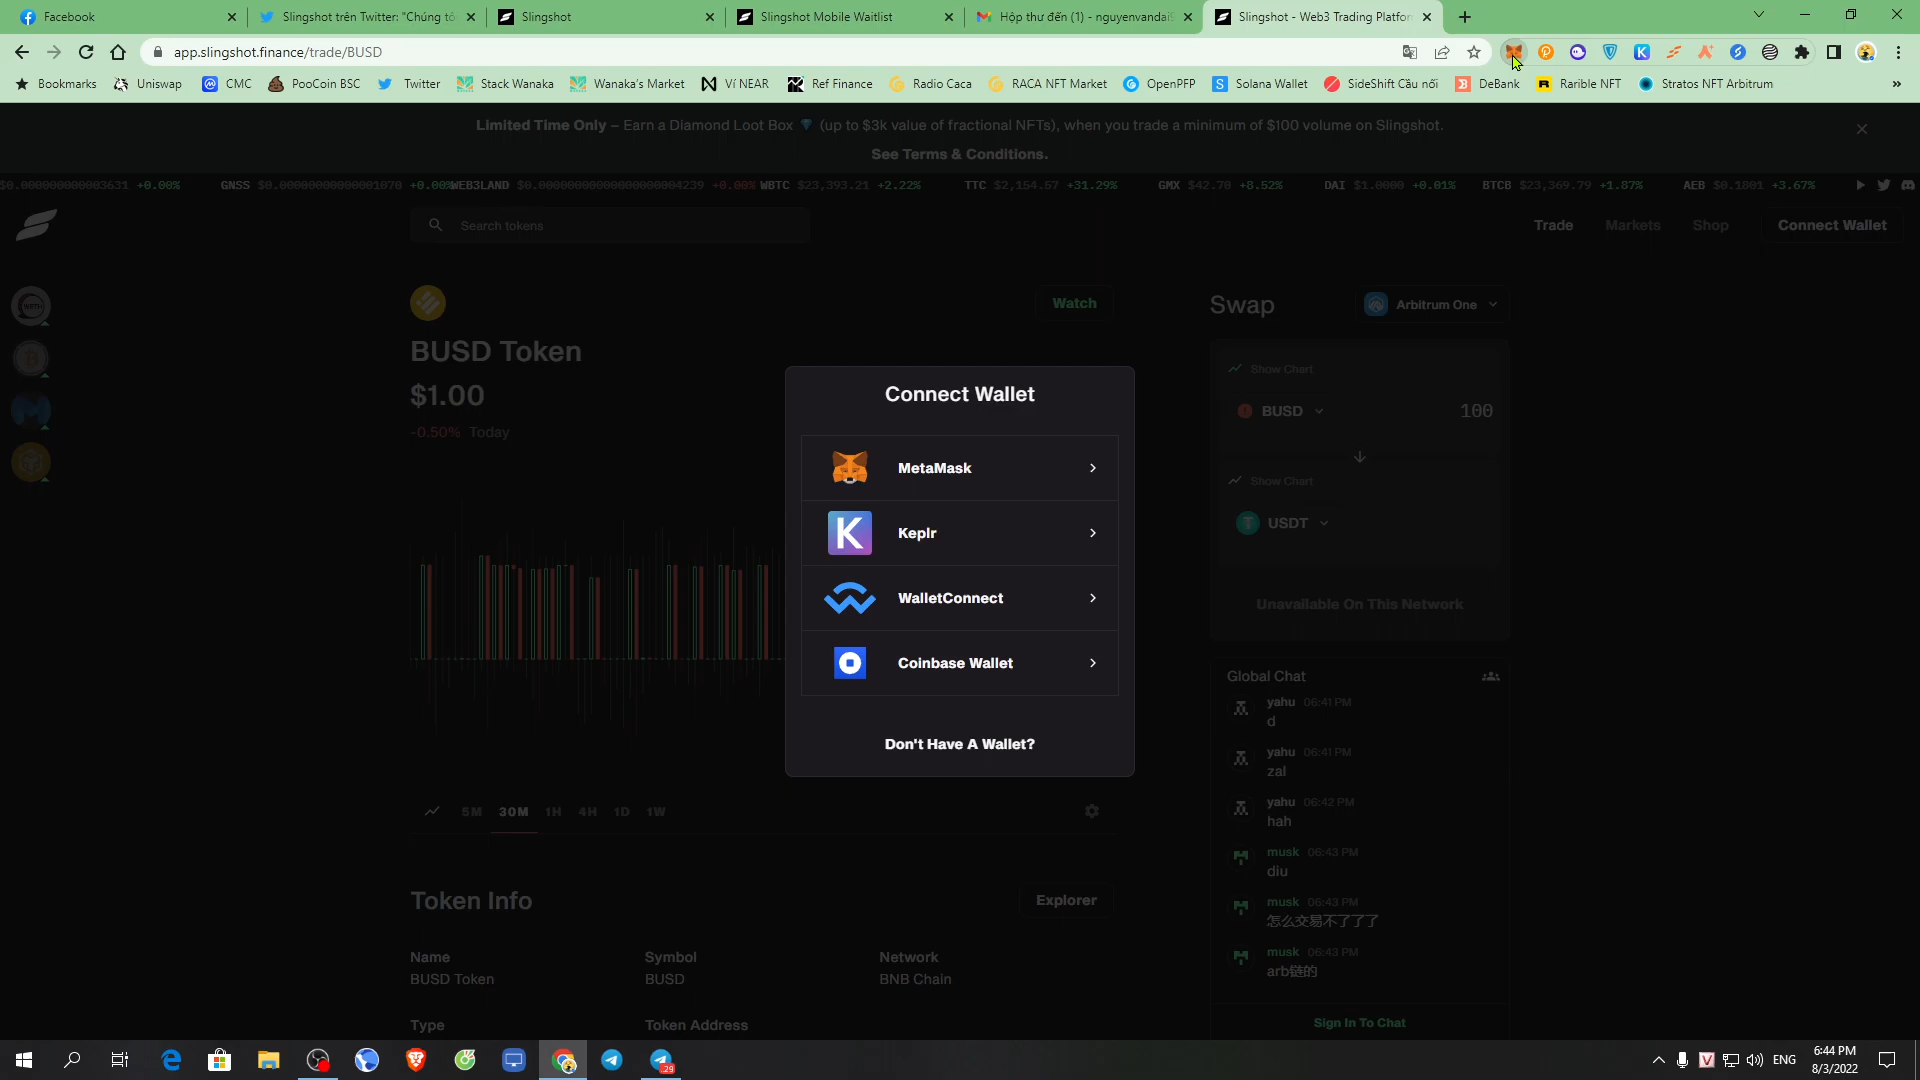 Facebook
Slingshot trên Twitter: "Chúng tô
Slingshot
Slingshot Mobile Waitlist
Hộp thư đến (1) - nguyenvandai9
Slingshot - Web3 Trading Platfor
app.slingshot.finance/trade/BUSD
Bookmarks
Uniswap
CMC
PooCoin BSC
Twitter
Stack Wanaka
Wanaka's Market
Ví NEAR
Ref Finance
Radio Caca
RACA NFT Market
OpenPFP
Solana Wallet
SideShift Cầu nối
DeBank
Rarible NFT
Stratos NFT Arbitrum
»
Limited Time Only – Earn a Diamond Loot Box (up to $3k value of fractional NFTs), when you trade a minimum of $100 volume on Slingshot.
See Terms & Conditions.
+0.00% GNSS WEB3LAND +0.00% WBTC $23,393.21 +2.22% TTC $2,154.57 +31.29% GMX $42.70 +8.52% DAI $1.0000 +0.01% BTCB $23,369.79 +1.87% AEB $0.1801 +3.67%
Search tokens
Trade
Markets
Shop
Connect Wallet
WETH
Watch
BUSD Token
$1.00
-0.50% Today
Swap
Arbitrum One
Show Chart
BUSD
100
Show Chart
USDT
Unavailable On This Network
Connect Wallet
MetaMask
Keplr
WalletConnect
Coinbase Wallet
Don't Have A Wallet?
5M 30M 1H 4H 1D 1W
Global Chat
yahu 06:41 PM
d
yahu 06:41 PM
zal
yahu 06:42 PM
hah
musk 06:43 PM
diu
musk 06:43 PM
怎么交易不了了了
musk 06:43 PM
arb链的
Sign In To Chat
Token Info
Explorer
Name
BUSD Token
Symbol
BUSD
Network
BNB Chain
Type
Token Address
.29
ENG
6:44 PM
8/3/2022